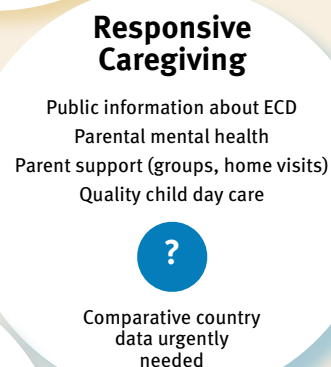 Responsive
Caregiving
Public information about ECD
Parental mental health
Parent support (groups, home visits)
Quality child day care
?
Comparative country
data urgently
needed